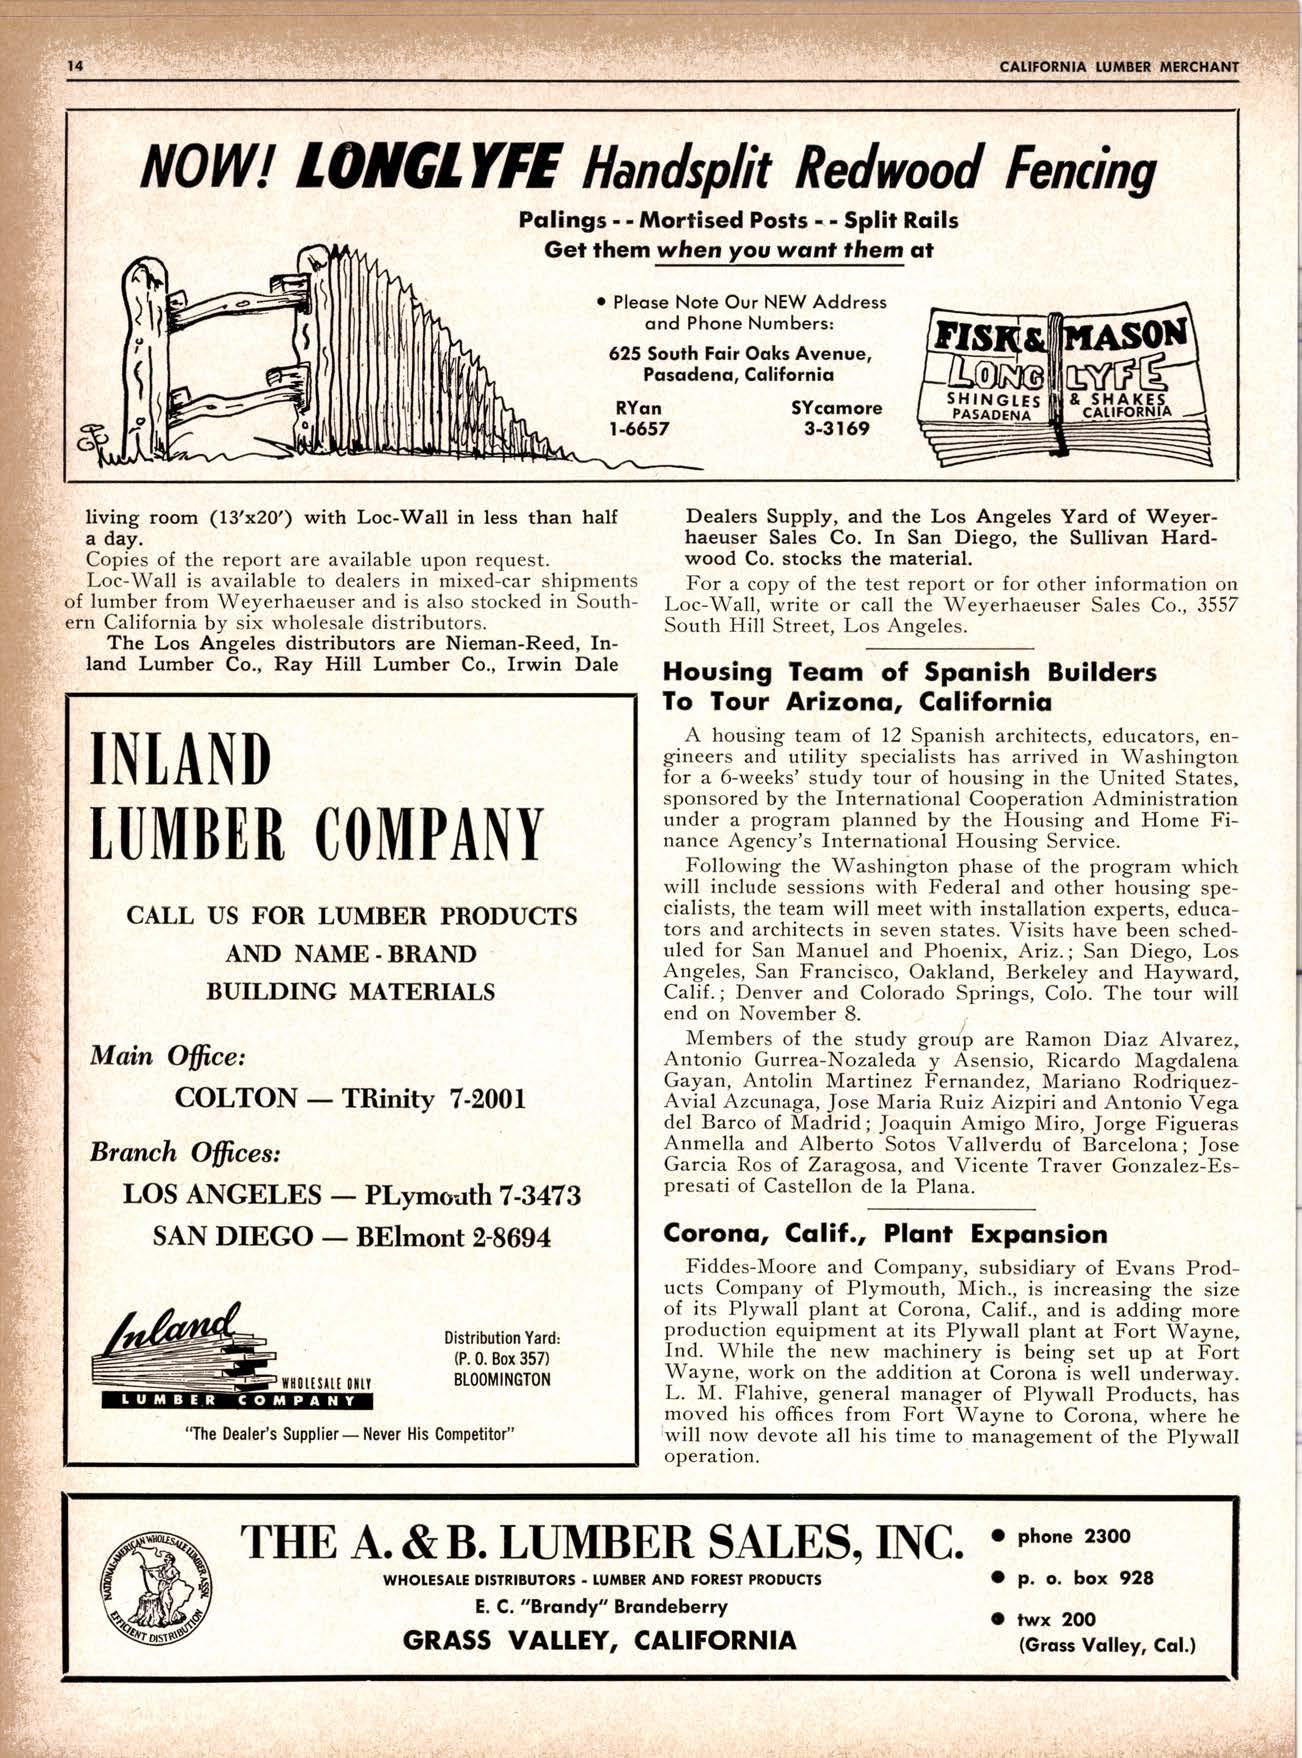 14
CALIFORNIA LUMBER MERCHANT
NOW! LONGLYFE Handsplit Redwood Fencing
Palings - - Mortised Posts - - Split Rails
Get them when you want them at
• Please Note Our NEW Address
and Phone Numbers:
625 South Fair Oaks Avenue,
Pasadena, California
RYan SYcamore
1-6657 3-3169
FISK & MASON
LONG LYFE
SHINGLES & SHAKES
PASADENA CALIFORNIA
living room (13'x20') with Loc-Wall in less than half
a day.
Copies of the report are available upon request.
Loc-Wall is available to dealers in mixed-car shipments
of lumber from Weyerhaeuser and is also stocked in South-
ern California by six wholesale distributors.
The Los Angeles distributors are Nieman-Reed, In-
land Lumber Co., Ray Hill Lumber Co., Irwin Dale
INLAND
LUMBER COMPANY
CALL US FOR LUMBER PRODUCTS
AND NAME - BRAND
BUILDING MATERIALS
Main Office:
COLTON — TRinity 7-2001
Branch Offices:
LOS ANGELES — PLymouth 7-3473
SAN DIEGO — BElmont 2-8694
Inland
WHOLESALE ONLY
LUMBER COMPANY
Distribution Yard:
(P. O. Box 357)
BLOOMINGTON
"The Dealer's Supplier — Never His Competitor"
Dealers Supply, and the Los Angeles Yard of Weyer-
haeuser Sales Co. In San Diego, the Sullivan Hard-
wood Co. stocks the material.
For a copy of the test report or for other information on
Loc-Wall, write or call the Weyerhaeuser Sales Co., 3557
South Hill Street, Los Angeles.
Housing Team of Spanish Builders
To Tour Arizona, California
A housing team of 12 Spanish architects, educators, en-
gineers and utility specialists has arrived in Washington
for a 6-weeks' study tour of housing in the United States,
sponsored by the International Cooperation Administration
under a program planned by the Housing and Home Fi-
nance Agency's International Housing Service.
Following the Washington phase of the program which
will include sessions with Federal and other housing spe-
cialists, the team will meet with installation experts, educa-
tors and architects in seven states. Visits have been sched-
uled for San Manuel and Phoenix, Ariz.; San Diego, Los
Angeles, San Francisco, Oakland, Berkeley and Hayward,
Calif.; Denver and Colorado Springs, Colo. The tour will
end on November 8.
Members of the study group are Ramon Diaz Alvarez,
Antonio Gurrea-Nozaleda y Asensio, Ricardo Magdalena
Gayan, Antolin Martinez Fernandez, Mariano Rodriquez-
Avial Azcunaga, Jose Maria Ruiz Aizpiri and Antonio Vega
del Barco of Madrid; Joaquin Amigo Miro, Jorge Figueras
Anmella and Alberto Sotos Vallverdu of Barcelona; Jose
Garcia Ros of Zaragosa, and Vicente Traver Gonzalez-Es-
presati of Castellon de la Plana.
Corona, Calif., Plant Expansion
Fiddes-Moore and Company, subsidiary of Evans Prod-
ucts Company of Plymouth, Mich., is increasing the size
of its Plywall plant at Corona, Calif., and is adding more
production equipment at its Plywall plant at Fort Wayne,
Ind. While the new machinery is being set up at Fort
Wayne, work on the addition at Corona is well underway.
L. M. Flahive, general manager of Plywall Products, has
moved his offices from Fort Wayne to Corona, where he
will now devote all his time to management of the Plywall
operation.
NATIONAL-AMERICAN WHOLESALE LUMBER ASSN.
EFFICIENT DISTRIBUTION
THE A. & B. LUMBER SALES, INC.
WHOLESALE DISTRIBUTORS - LUMBER AND FOREST PRODUCTS
E. C. "Brandy" Brandeberry
GRASS VALLEY, CALIFORNIA
• phone 2300
• p. o. box 928
• twx 200
(Grass Valley, Cal.)